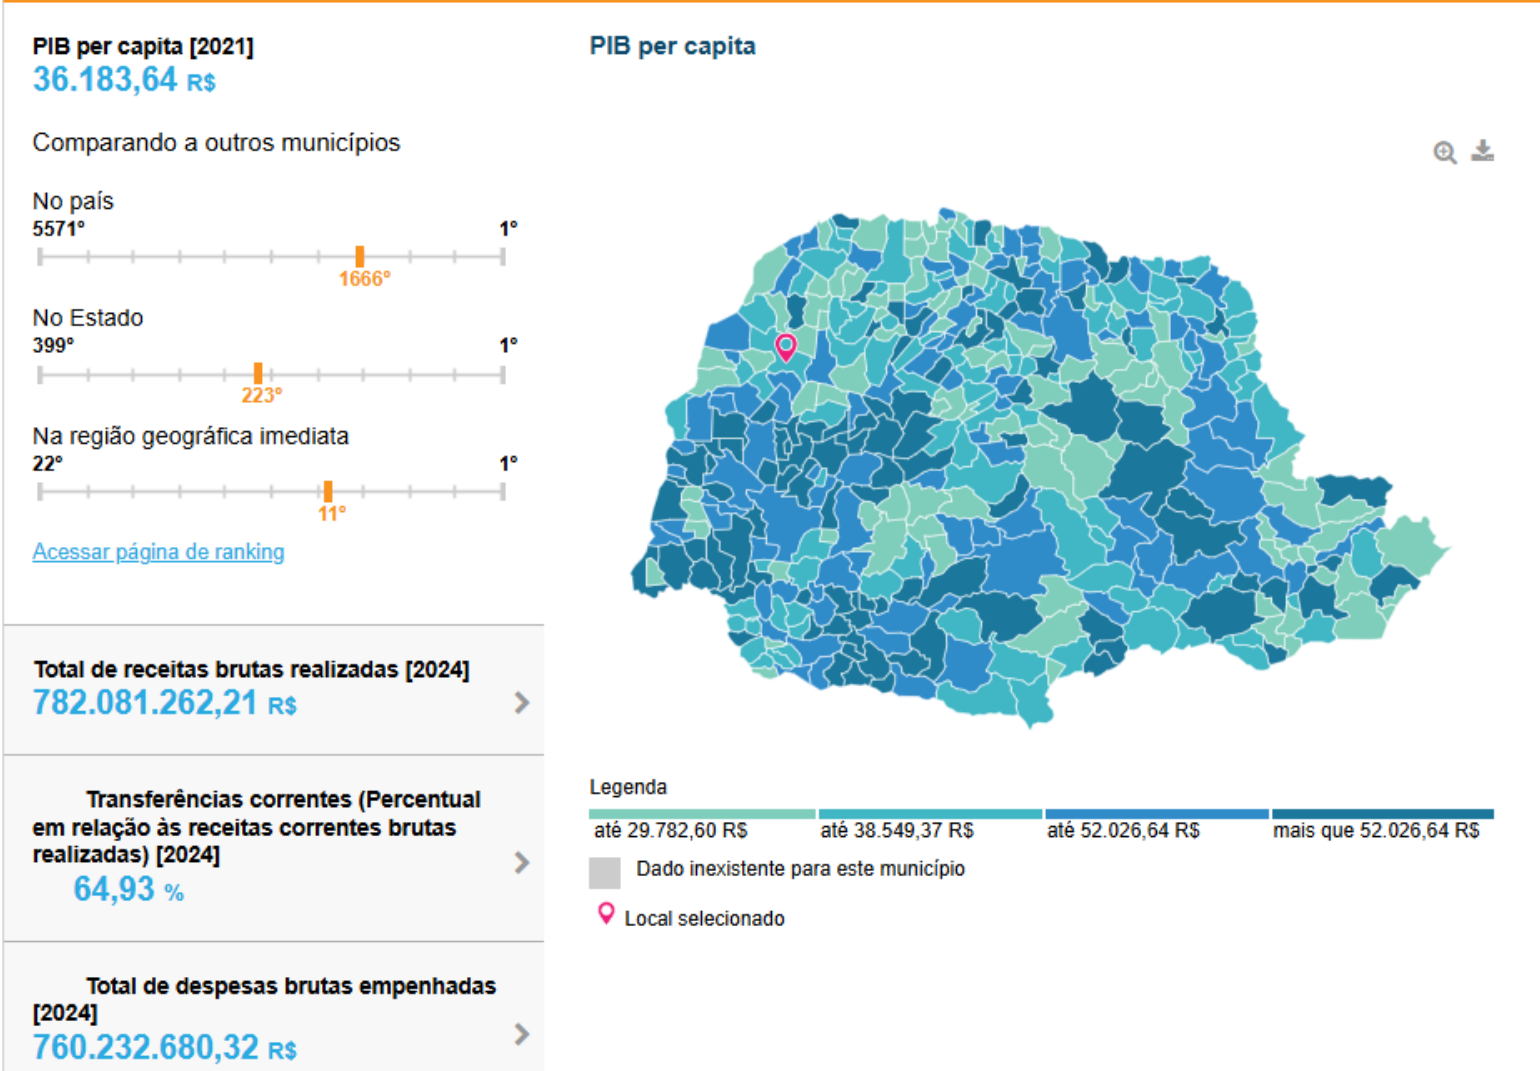 PIB per capita [2021]
36.183,64 R$
Comparando a outros municípios
No país
5571° 1°
1666°
No Estado
399° 1°
223°
Na região geográfica imediata
22° 1°
11°
Acessar página de ranking
Total de receitas brutas realizadas [2024]
782.081.262,21 R$
Transferências correntes (Percentual
em relação às receitas correntes brutas
realizadas) [2024]
64,93 %
Total de despesas brutas empenhadas
[2024]
760.232.680,32 R$
PIB per capita
Legenda
até 29.782,60 R$ até 38.549,37 R$ até 52.026,64 R$ mais que 52.026,64 R$
Dado inexistente para este município
Local selecionado